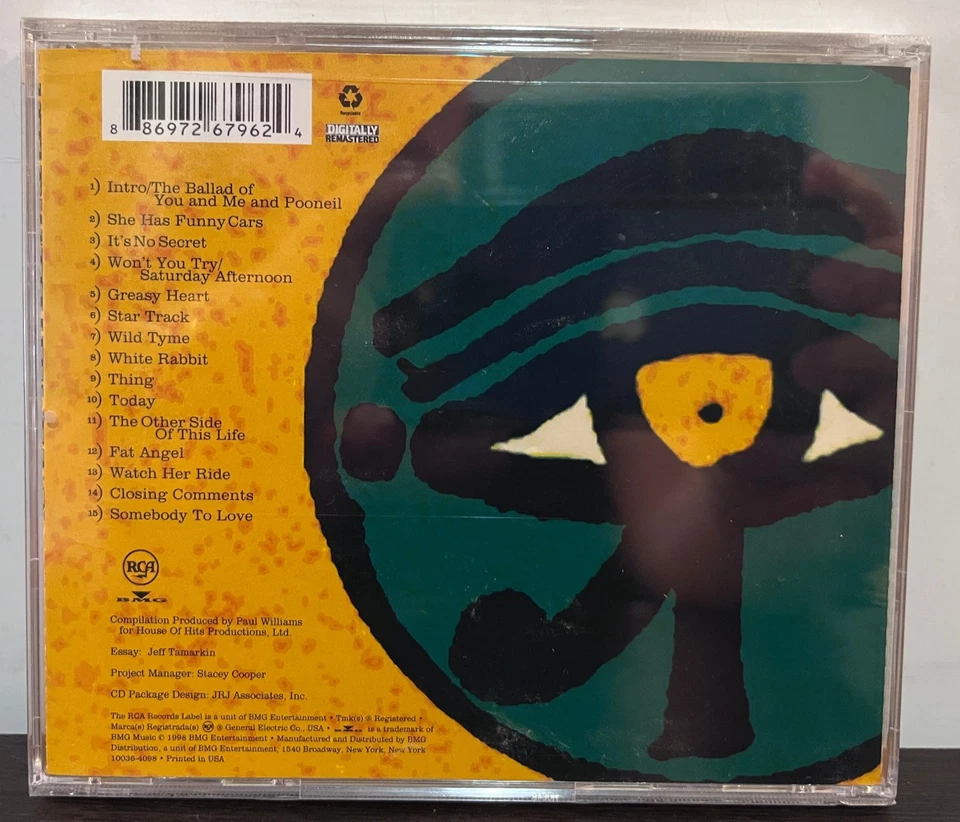 8 86972 67962 4
Recyclable
DIGITALLY
REMASTERED
1) Intro/The Ballad of
You and Me and Pooneil
2) She Has Funny Cars
3) It's No Secret
4) Won't You Try/
Saturday Afternoon
5) Greasy Heart
6) Star Track
7) Wild Tyme
8) White Rabbit
9) Thing
10) Today
11) The Other Side
Of This Life
12) Fat Angel
13) Watch Her Ride
14) Closing Comments
15) Somebody To Love
RCA
BMG
Compilation Produced by Paul Williams
for House Of Hits Productions, Ltd.
Essay: Jeff Tamarkin
Project Manager: Stacey Cooper
CD Package Design: JRJ Associates, Inc.
The RCA Records Label is a unit of BMG Entertainment • Tmk(s) ® Registered •
Marca(s) Registrada(s) RCA ® General Electric Co., USA • BMG is a trademark of
BMG Music © 1998 BMG Entertainment • Manufactured and Distributed by BMG
Distribution, a unit of BMG Entertainment, 1540 Broadway, New York, New York
10036-4098 • Printed in USA